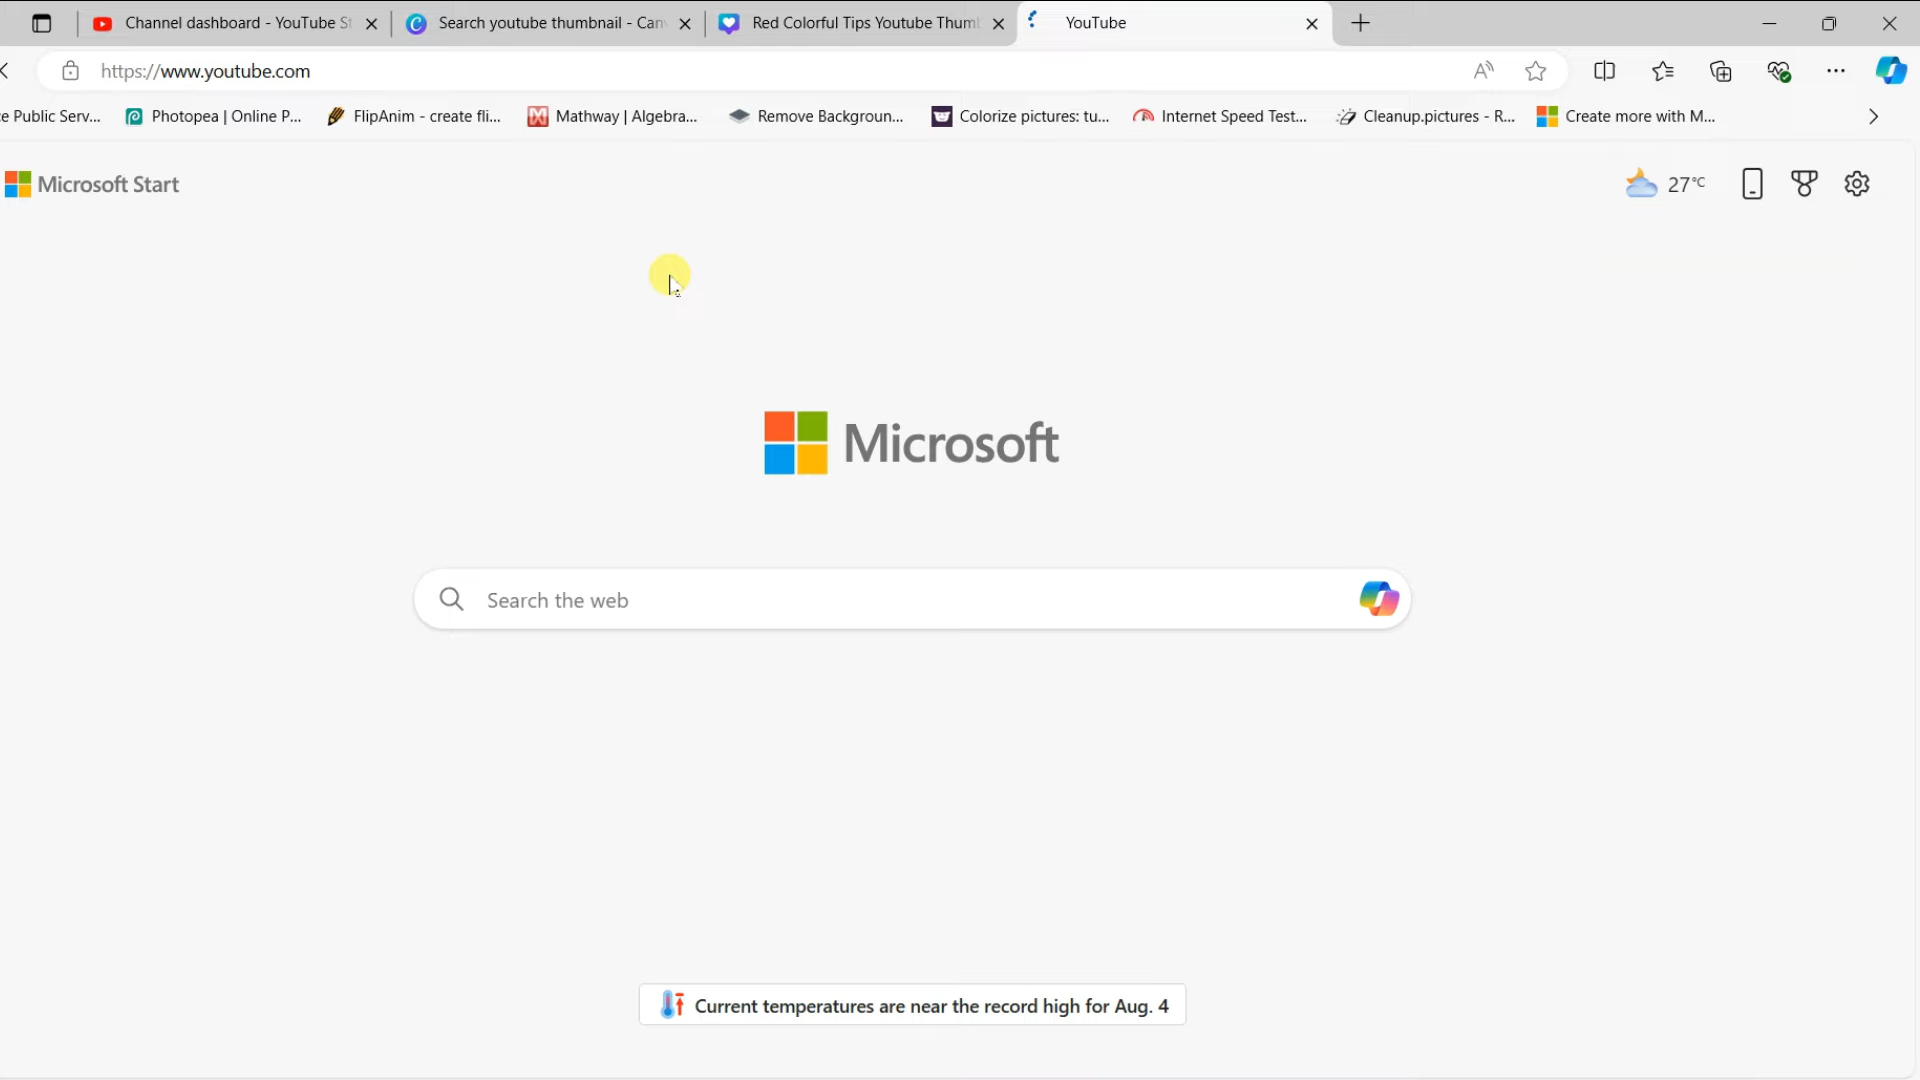 Channel dashboard - YouTube St
Search youtube thumbnail - Can
Red Colorful Tips Youtube Thum
YouTube
https://www.youtube.com
e Public Serv...
Photopea | Online P...
FlipAnim - create fli...
Mathway | Algebra...
Remove Backgroun...
Colorize pictures: tu...
Internet Speed Test...
Cleanup.pictures - R...
Create more with M...
Microsoft Start
27°C
Microsoft
Search the web
Current temperatures are near the record high for Aug. 4